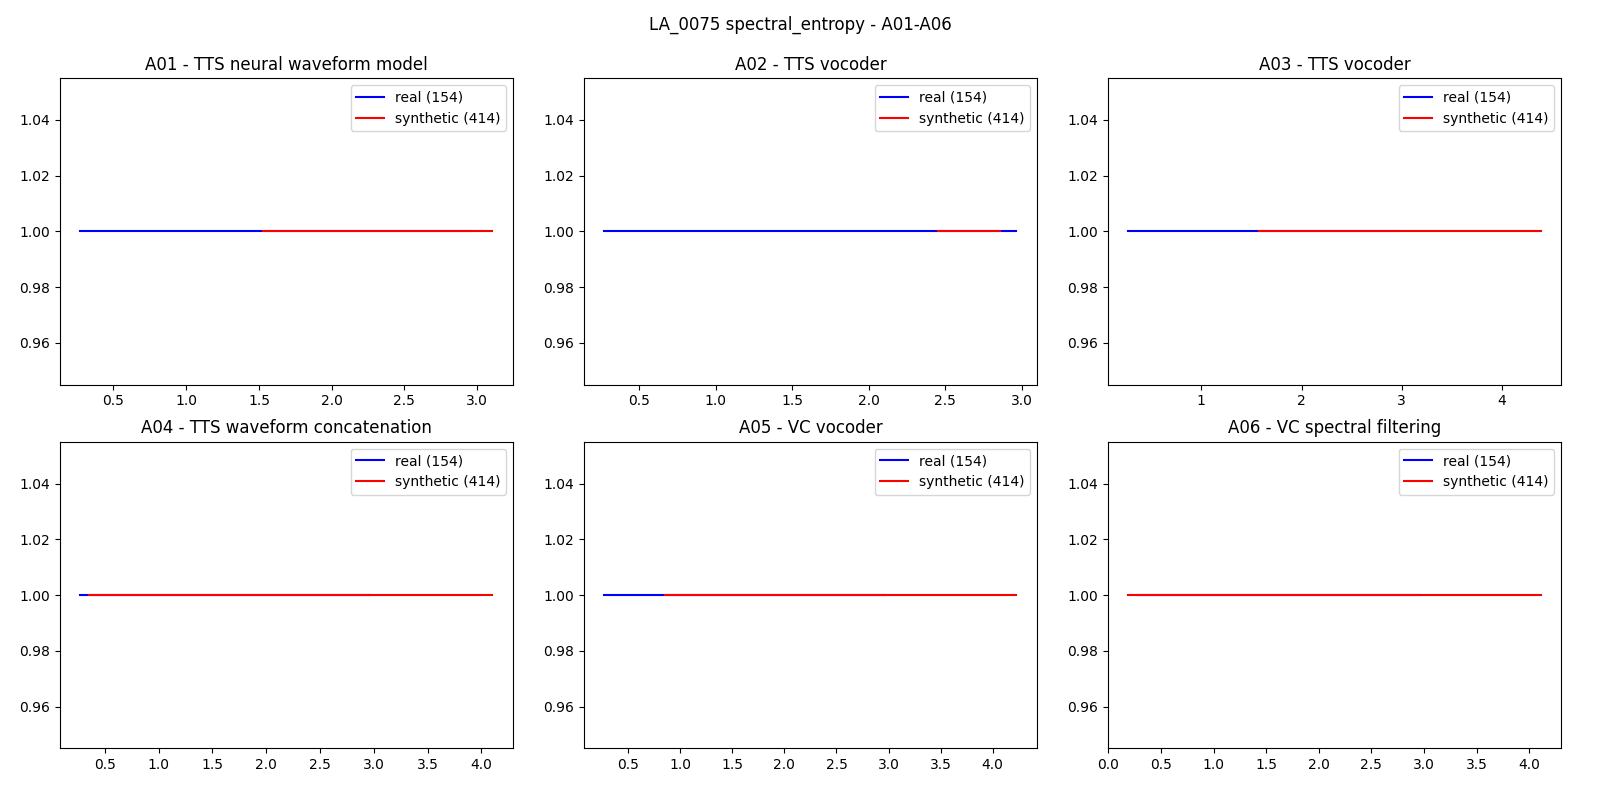 LA_0075 spectral_entropy - A01-A06
A01 - TTS neural waveform model
real (154)
synthetic (414)
1.04
1.02
1.00
0.98
0.96
0.5 1.0 1.5 2.0 2.5 3.0
A02 - TTS vocoder
real (154)
synthetic (414)
1.04
1.02
1.00
0.98
0.96
0.5 1.0 1.5 2.0 2.5 3.0
A03 - TTS vocoder
real (154)
synthetic (414)
1.04
1.02
1.00
0.98
0.96
1 2 3 4
A04 - TTS waveform concatenation
real (154)
synthetic (414)
1.04
1.02
1.00
0.98
0.96
0.5 1.0 1.5 2.0 2.5 3.0 3.5 4.0
A05 - VC vocoder
real (154)
synthetic (414)
1.04
1.02
1.00
0.98
0.96
0.5 1.0 1.5 2.0 2.5 3.0 3.5 4.0
A06 - VC spectral filtering
real (154)
synthetic (414)
1.04
1.02
1.00
0.98
0.96
0.0 0.5 1.0 1.5 2.0 2.5 3.0 3.5 4.0